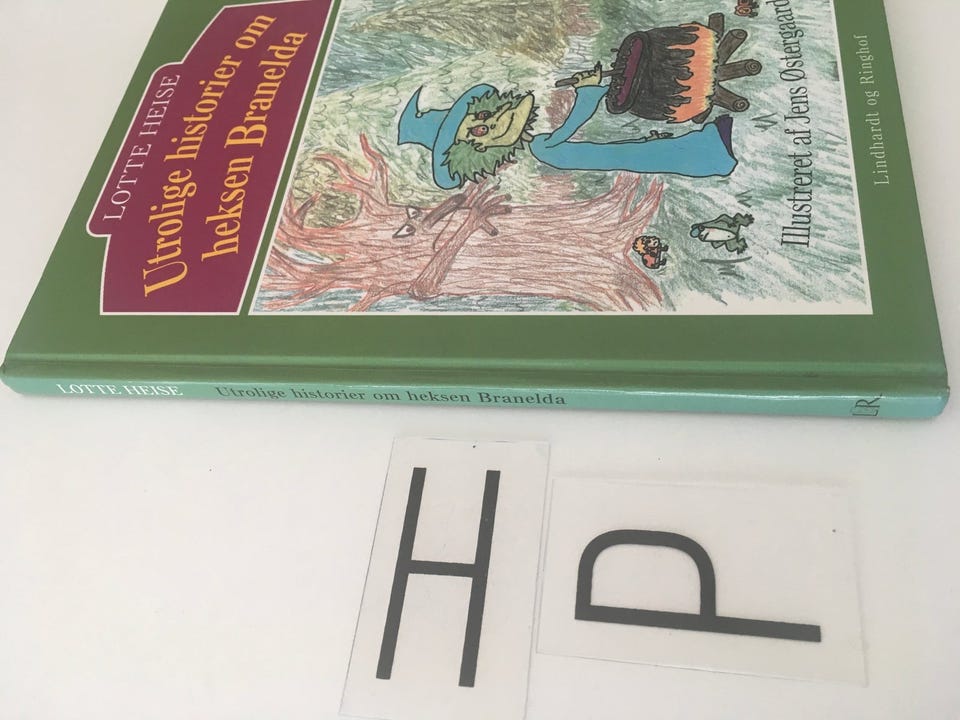 LOTTE HEISE
Utrolige historier om
heksen Branelda
Illustreret af Jens Østergaard
Lindhardt og Ringhof
LOTTE HEISE
Utrolige historier om heksen Branelda
LR
H
P